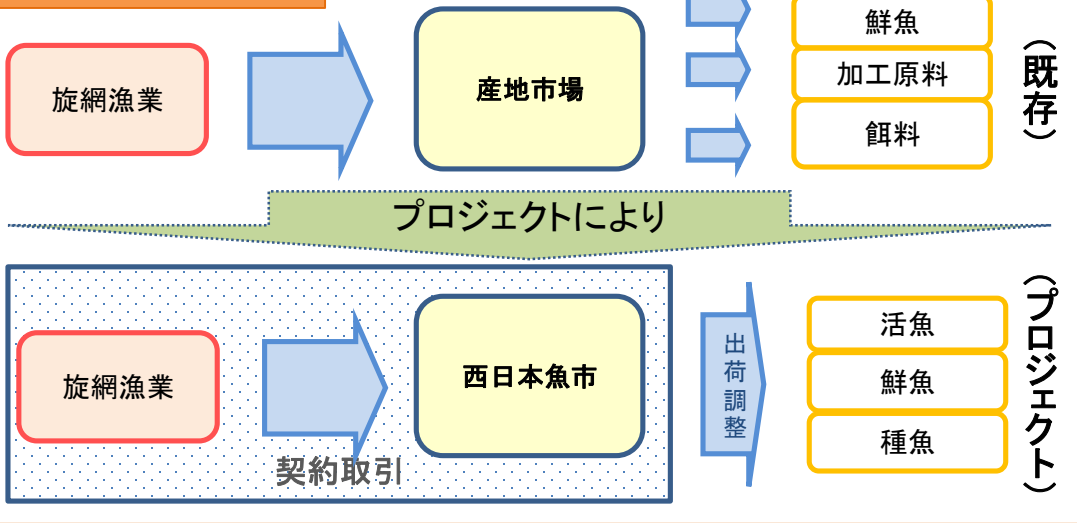 旋網漁業
産地市場
鮮魚
加工原料
餌料
（既存）
プロジェクトにより
旋網漁業
契約取引
西日本魚市
出荷調整
活魚
鮮魚
種魚
（プロジェクト）